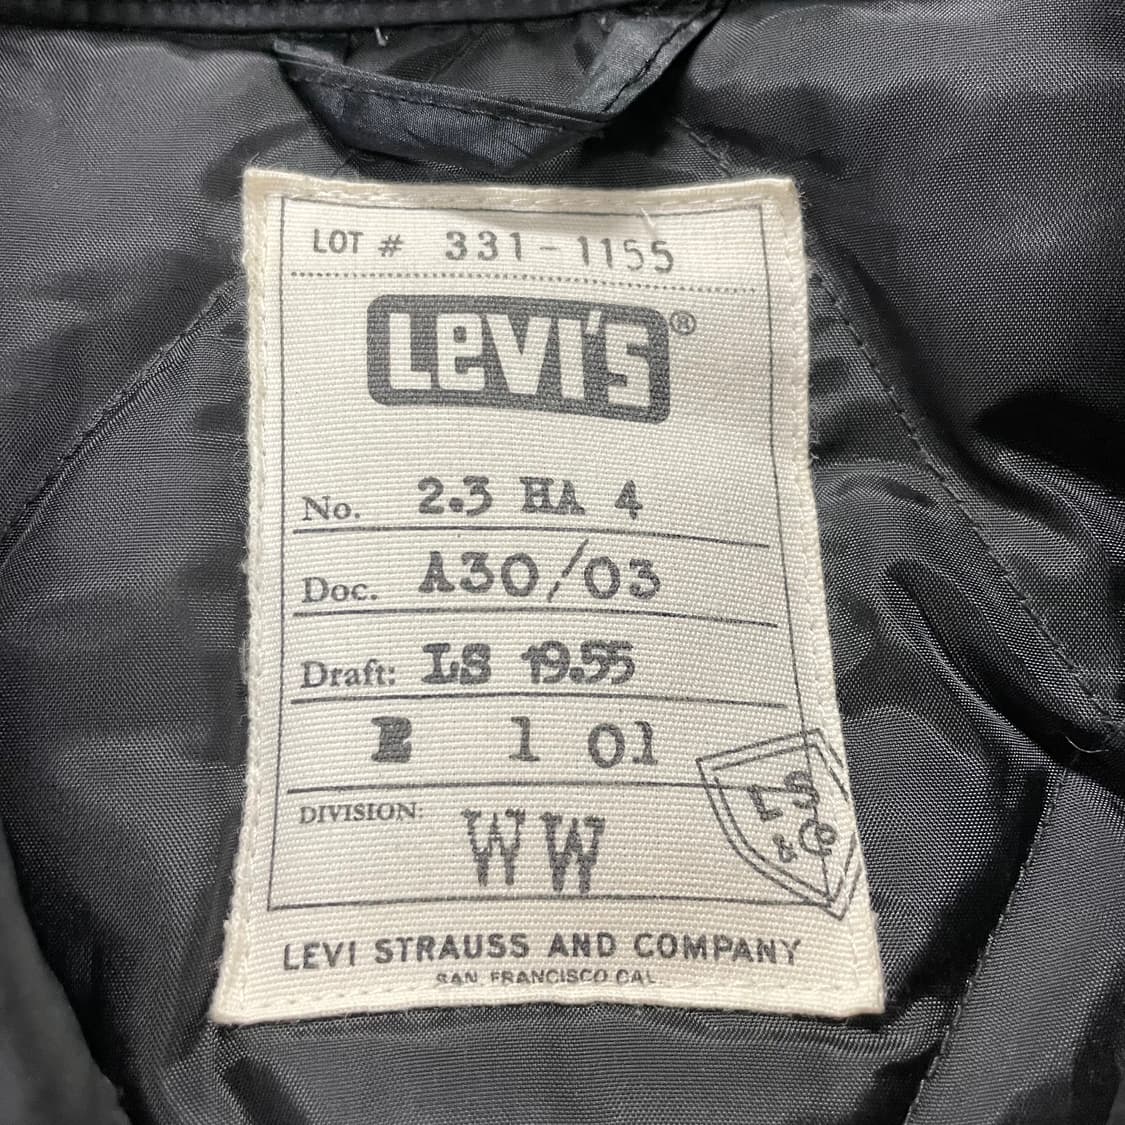 LOT # 331-1155
LEVI'S®
No. 2.3 HA 4
Doc. A30/03
Draft: LS 19.55
E 1 01
DIVISION: WW
LS
& Co
LEVI STRAUSS AND COMPANY
SAN FRANCISCO CAL.